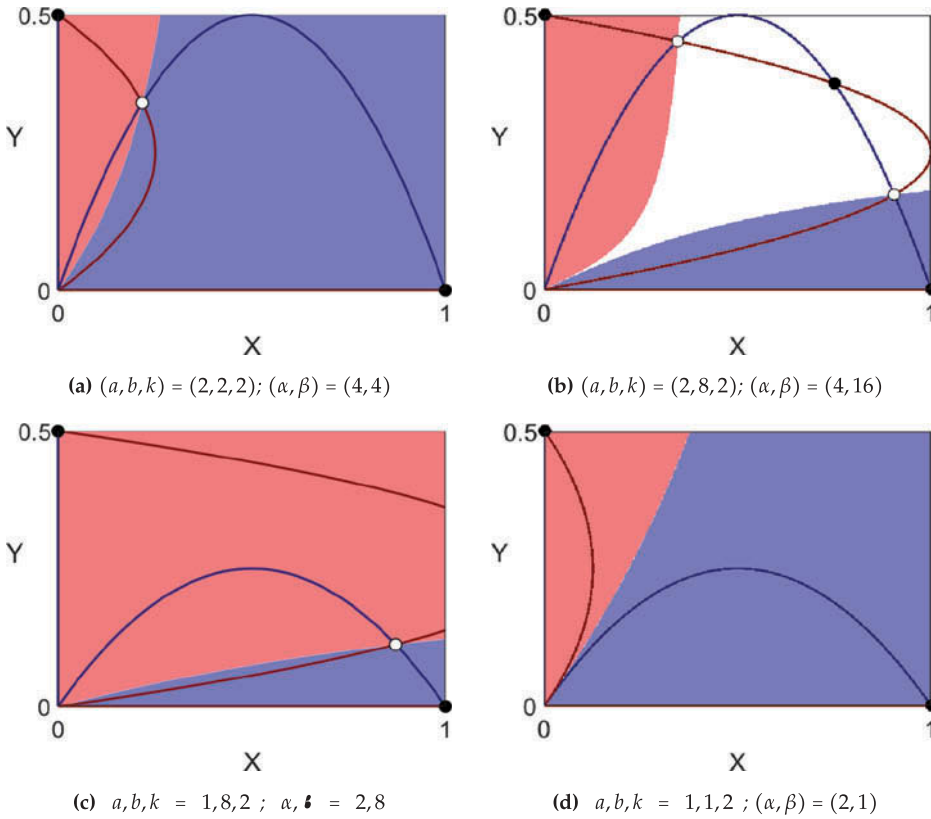 0.5
Y
0
0
1
X
0.5
Y
0
0
1
X
(a) (a,b,k) = (2,2,2); (α,β) = (4,4)
(b) (a,b,k) = (2,8,2); (α,β) = (4,16)
0.5
Y
0
0
1
X
0.5
Y
0
0
1
X
(c) a,b,k = 1,8,2 ; α, = 2,8
(d) a,b,k = 1,1,2 ; (α,β) = (2,1)